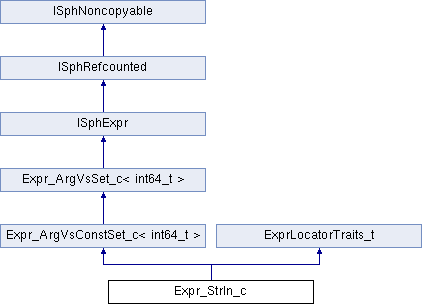 ISphNoncopyable
ISphRefcounted
ISphExpr
Expr_ArgVsSet_c< int64_t >
Expr_ArgVsConstSet_c< int64_t >
ExprLocatorTraits_t
Expr_StrIn_c